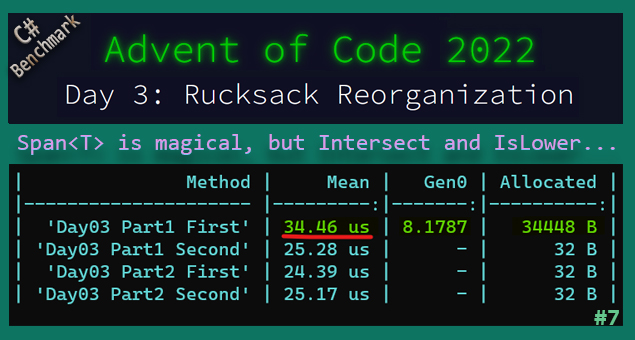 C#
Benchmark
Advent of Code 2022
Day 3: Rucksack Reorganization
Span<T> is magical, but Intersect and IsLower...
| Method | Mean | Gen0 | Allocated |
|--------------------- |---------:|-------:|----------:|
| 'Day03 Part1 First' | 34.46 us | 8.1787 | 34448 B |
| 'Day03 Part1 Second' | 25.28 us | - | 32 B |
| 'Day03 Part2 First' | 24.39 us | - | 32 B |
| 'Day03 Part2 Second' | 25.17 us | - | 32 B |
#7